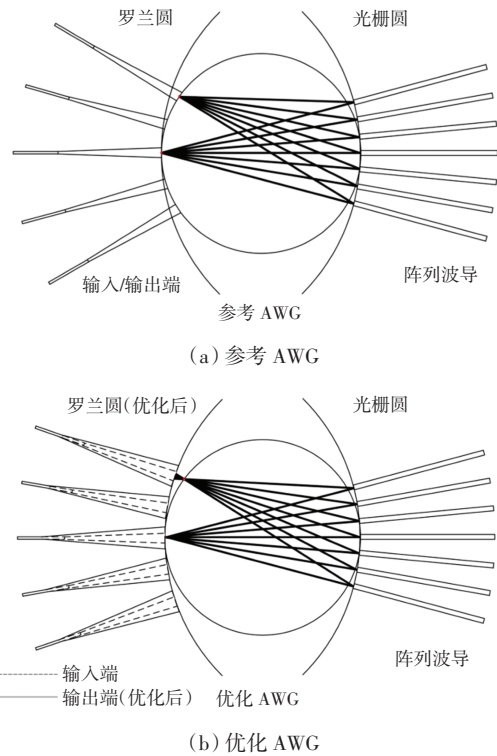 罗兰圆 光栅圆
输入/输出端 阵列波导
参考 AWG
(a) 参考 AWG
罗兰圆(优化后) 光栅圆
阵列波导
输入端
输出端(优化后) 优化 AWG
(b) 优化 AWG